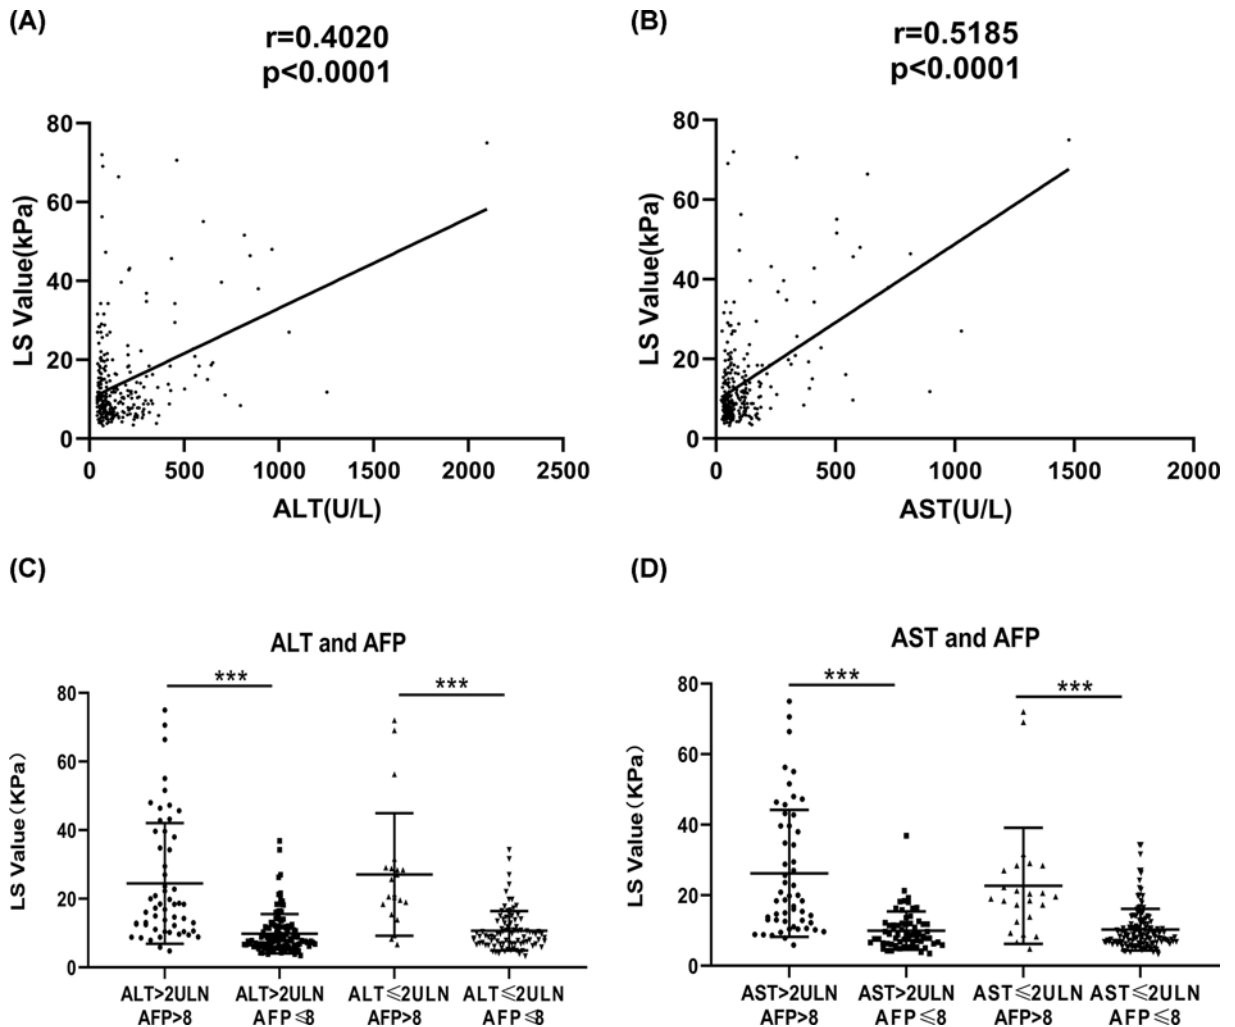 (A)
r=0.4020
p<0.0001
LS Value(kPa)
80
60
40
20
0
0 500 1000 1500 2000 2500
ALT(U/L)
(B)
r=0.5185
p<0.0001
LS Value(kPa)
80
60
40
20
0
0 500 1000 1500 2000
AST(U/L)
(C)
ALT and AFP
*** ***
LS Value(KPa)
80
60
40
20
0
ALT>2ULN ALT>2ULN ALT≤2ULN ALT≤2ULN
AFP>8 AFP≤8 AFP>8 AFP≤8
(D)
AST and AFP
*** ***
LS Value(KPa)
80
60
40
20
0
AST>2ULN AST>2ULN AST≤2ULN AST≤2ULN
AFP>8 AFP≤8 AFP>8 AFP≤8